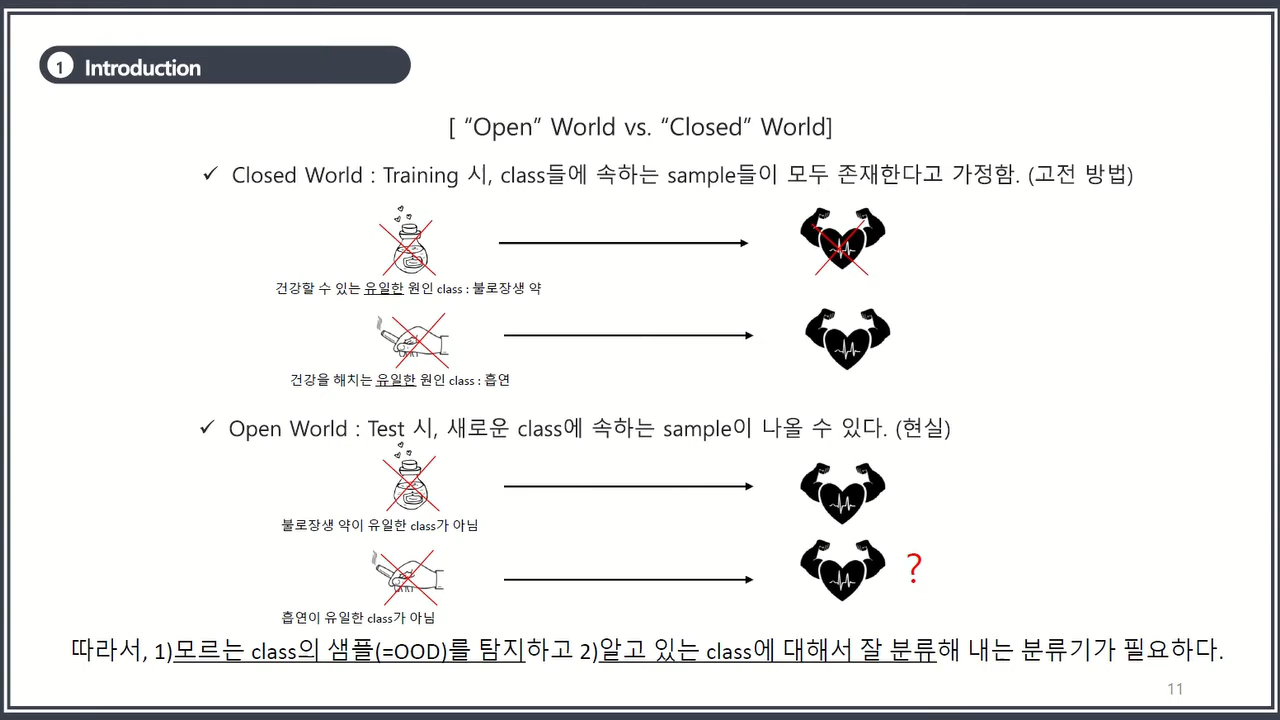 1 Introduction
[ “Open” World vs. “Closed” World]
✓ Closed World : Training 시, class들에 속하는 sample들이 모두 존재한다고 가정함. (고전 방법)
건강할 수 있는 유일한 원인 class : 불로장생 약
건강을 해치는 유일한 원인 class : 흡연
✓ Open World : Test 시, 새로운 class에 속하는 sample이 나올 수 있다. (현실)
불로장생 약이 유일한 class가 아님
?
흡연이 유일한 class가 아님
따라서, 1)모르는 class의 샘플(=OOD)를 탐지하고 2)알고 있는 class에 대해서 잘 분류해 내는 분류기가 필요하다.
11